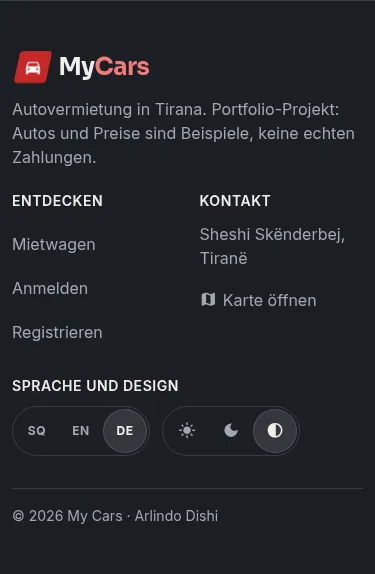 MyCars
Autovermietung in Tirana. Portfolio-Projekt:
Autos und Preise sind Beispiele, keine echten
Zahlungen.
ENTDECKEN
Mietwagen
Anmelden
Registrieren
KONTAKT
Sheshi Skënderbej,
Tiranë
Karte öffnen
SPRACHE UND DESIGN
SQ EN DE
© 2026 My Cars · Arlindo Dishi